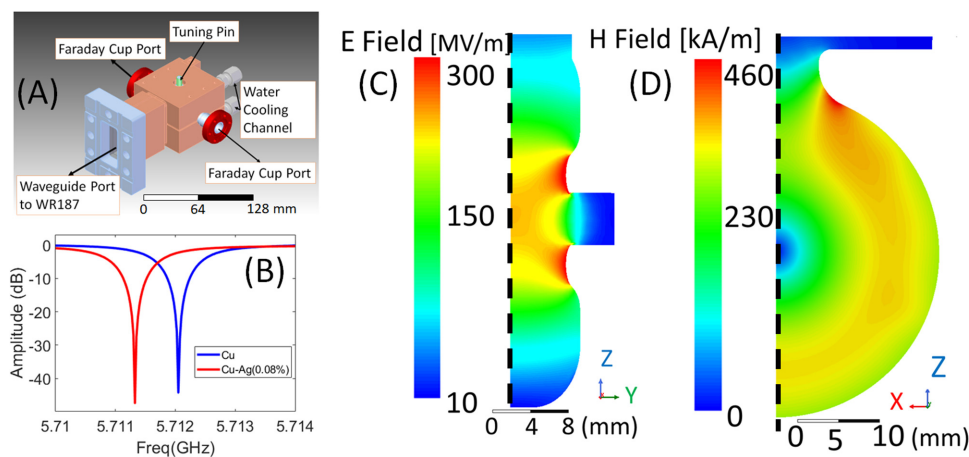 (A)
Tuning Pin
Faraday Cup Port
Water
Cooling
Channel
Faraday Cup Port
Waveguide Port
to WR187
0 64 128 mm
(B)
Amplitude (dB)
0
-10
-20
-30
-40
Cu
Cu-Ag(0.08%)
5.71 5.711 5.712 5.713 5.714
Freq(GHz)
E Field [MV/m]
(C)
300
150
10
Z
Y
0 4 8 (mm)
H Field [kA/m]
(D)
460
230
0
Z
X
0 5 10 (mm)